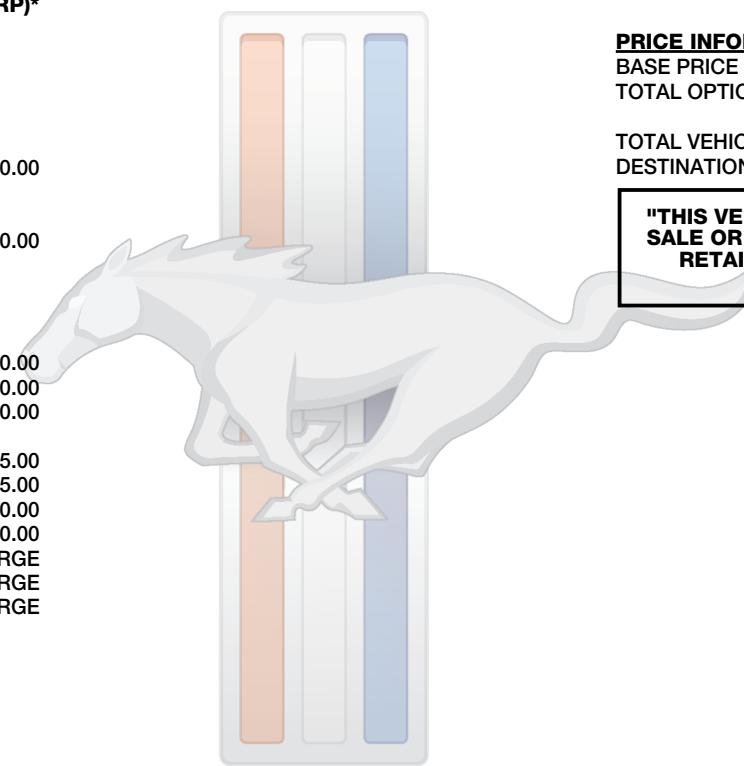 RP)*
0.00
0.00
0.00
0.00
0.00
5.00
5.00
0.00
0.00
RGE
RGE
RGE
PRICE INFO
BASE PRICE
TOTAL OPTIO
TOTAL VEHIC
DESTINATION
"THIS VE
SALE OR
RETAI